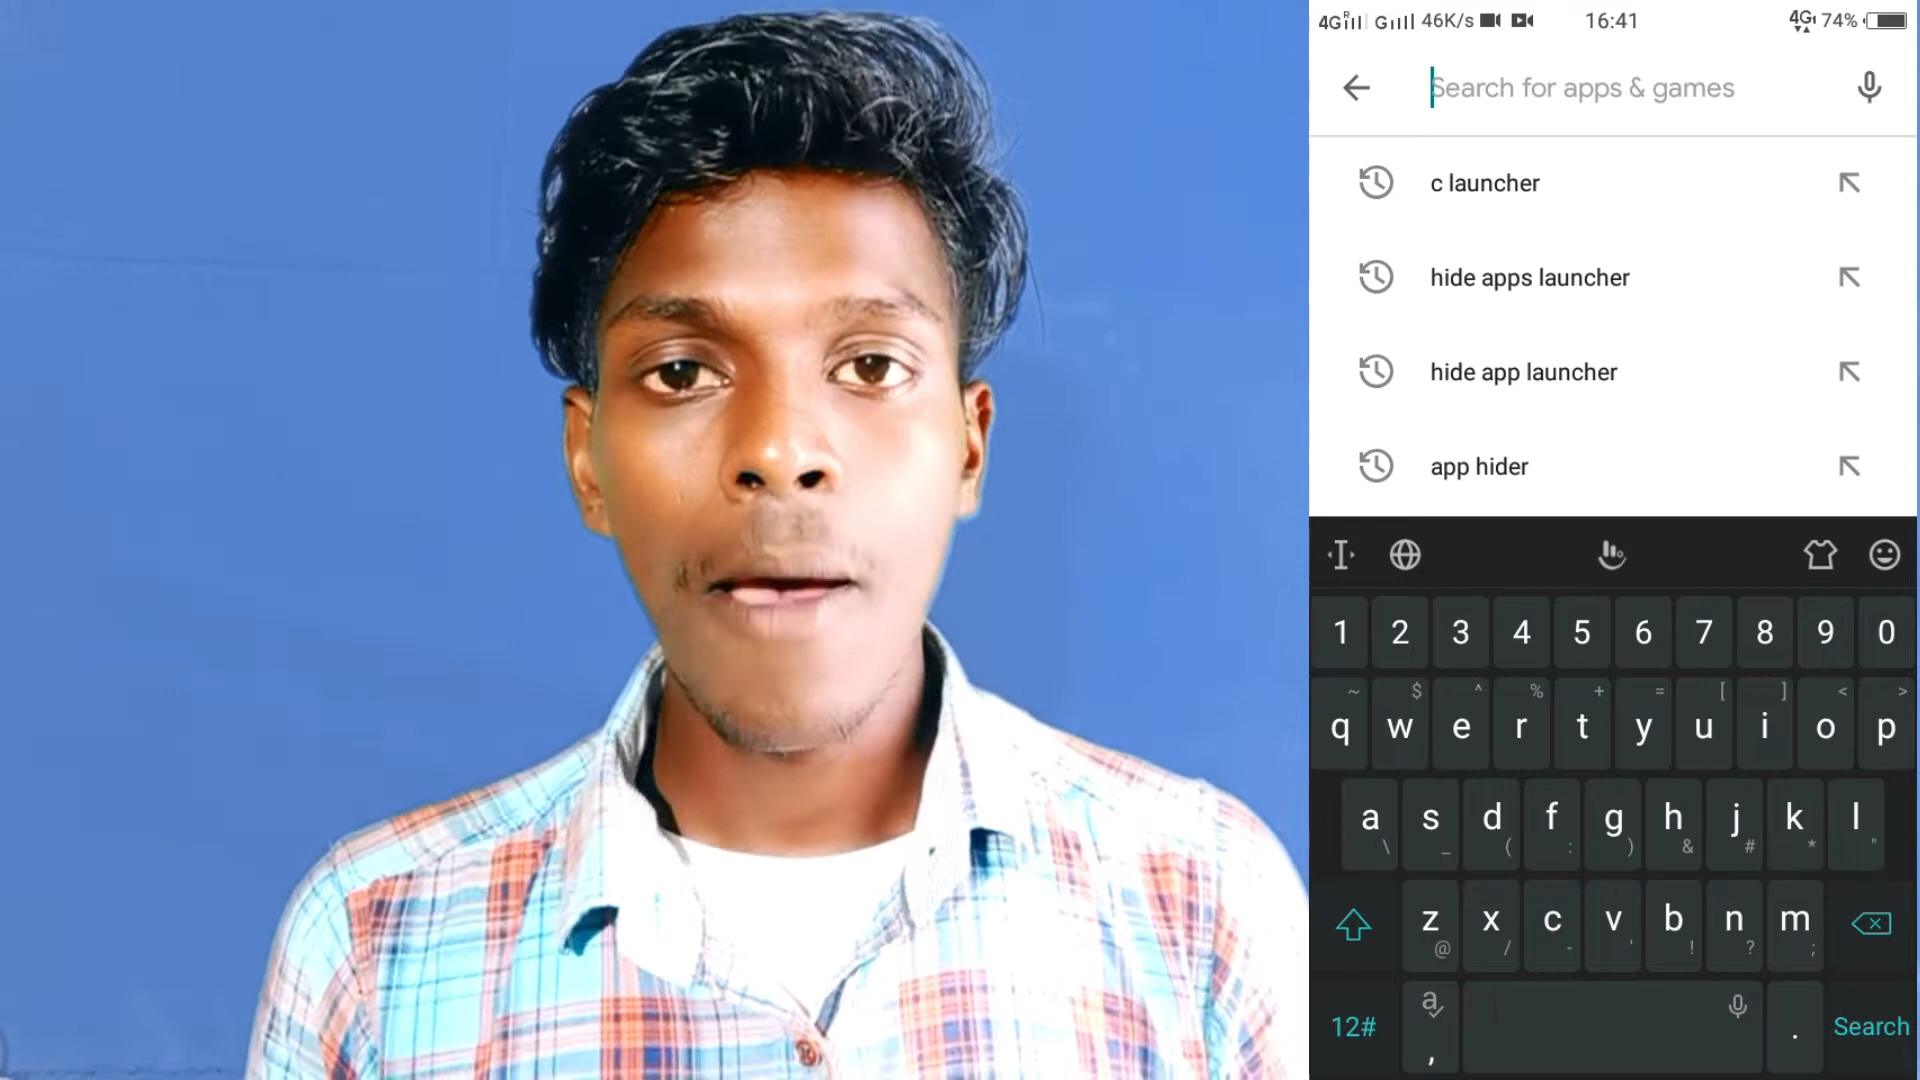 4G R G 46K/s 16:41 4G 74%
Search for apps & games
c launcher
hide apps launcher
hide app launcher
app hider
1 2 3 4 5 6 7 8 9 0
~ $ ^ % + = [ ] < >
q w e r t y u i o p
a s d f g h j k l
\ _ ( : ) & # * "
z x c v b n m
@ / - ' ! ? ;
12# a , . Search